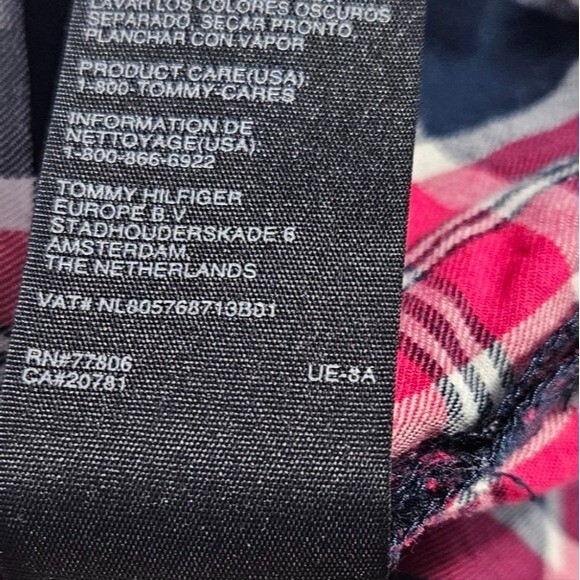 LAVAR LOS COLORES OSCUROS
SEPARADO, SECAR PRONTO,
PLANCHAR CON VAPOR
PRODUCT CARE(USA)
1-800-TOMMY-CARES
INFORMATION DE
NETTOYAGE(USA)
1-800-866-6922
TOMMY HILFIGER
EUROPE B.V.
STADHOUDERSKADE 6
AMSTERDAM,
THE NETHERLANDS
VAT# NL805768713B01
RN#77806
CA#20781
UE-8A